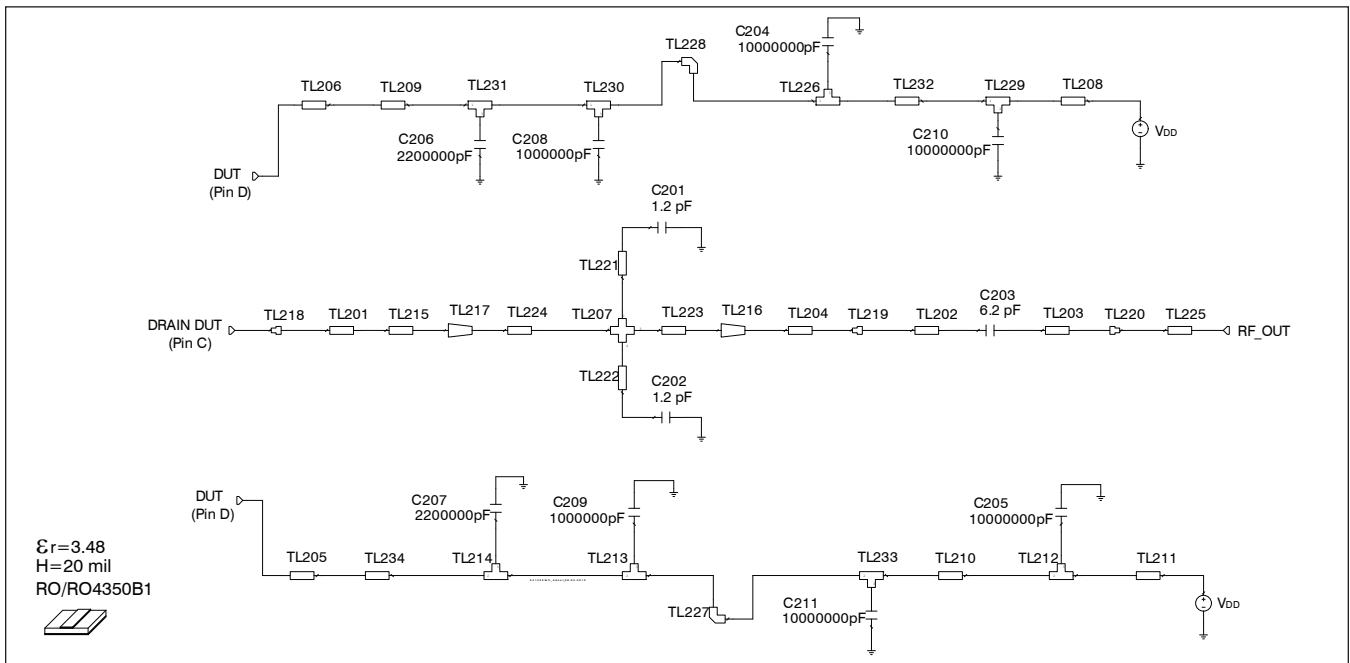 C204
10000000pF
TL228
TL206
TL209
TL231
TL230
TL226
TL232
TL229
TL208
C206
2200000pF
C208
1000000pF
C210
10000000pF
VDD
DUT
(Pin D)
C201
1.2 pF
TL221
DRAIN DUT
(Pin C)
TL218
TL201
TL215
TL217
TL224
TL207
TL223
TL216
TL204
TL219
TL202
C203
6.2 pF
TL203
TL220
TL225
RF_OUT
TL222
C202
1.2 pF
DUT
(Pin D)
C207
2200000pF
C209
1000000pF
C205
10000000pF
TL205
TL234
TL214
TL213
TL233
TL210
TL212
TL211
TL227
C211
10000000pF
VDD
εr=3.48
H=20 mil
RO/RO4350B1